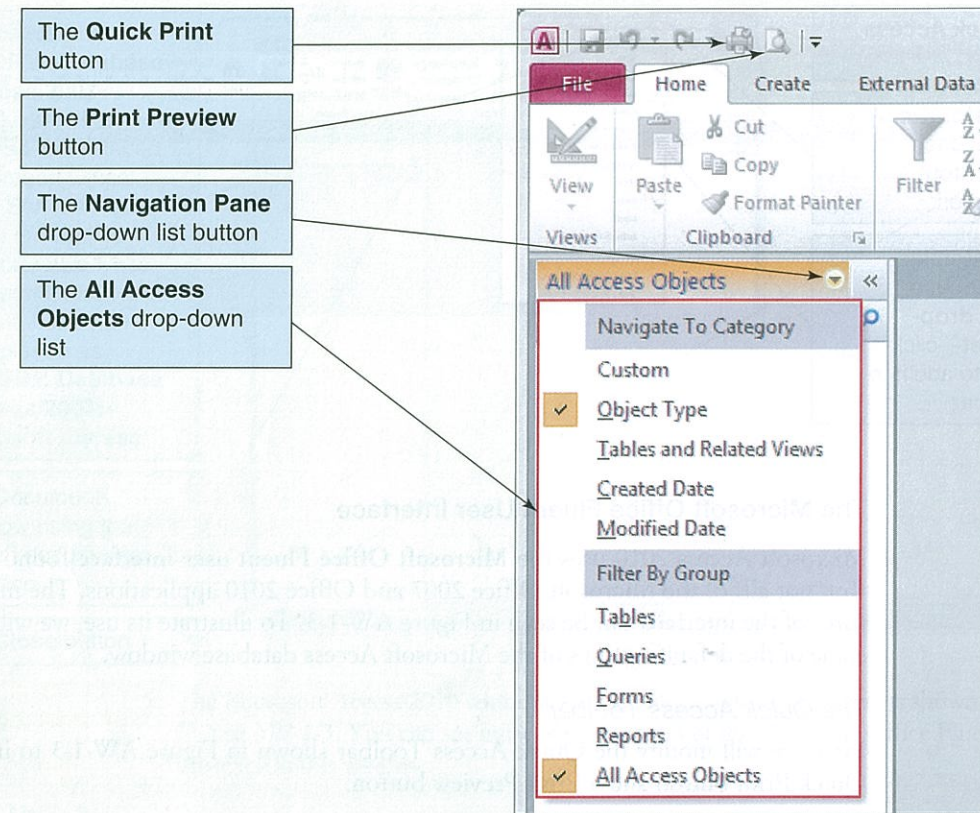 The Quick Print
button
The Print Preview
button
The Navigation Pane
drop-down list button
The All Access
Objects drop-down
list
A
File
Home
Create
External Data
View
Paste
Cut
Copy
Format Painter
Filter
Views
Clipboard
All Access Objects
Navigate To Category
Custom
Object Type
Tables and Related Views
Created Date
Modified Date
Filter By Group
Tables
Queries
Forms
Reports
All Access Objects